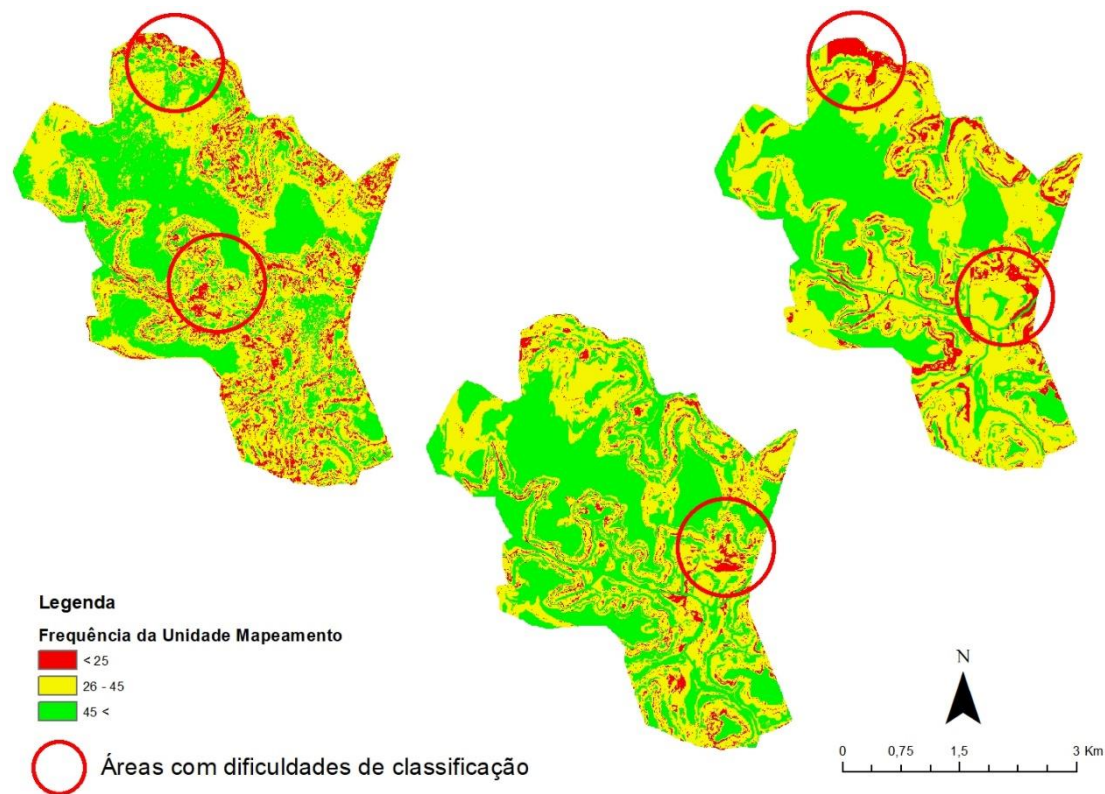 Legenda
Frequência da Unidade Mapeamento
< 25
26 - 45
45 <
Áreas com dificuldades de classificação
N
0 0,75 1,5 3 Km